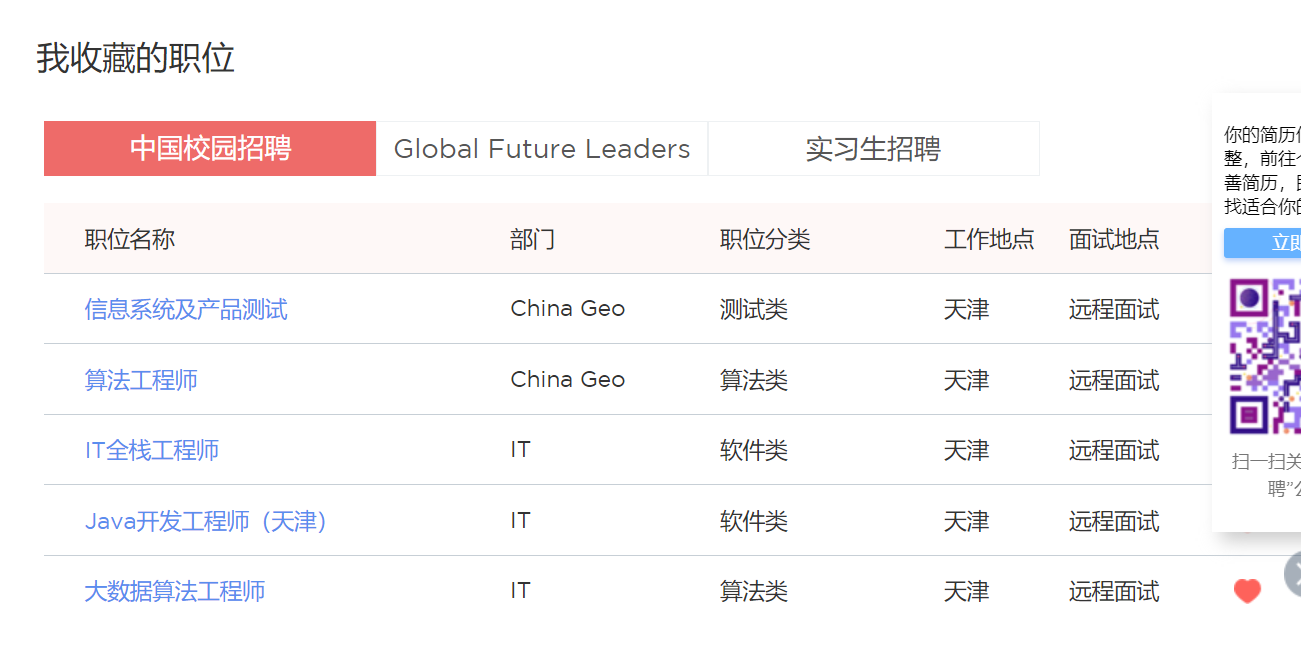 我收藏的职位
中国校园招聘 Global Future Leaders 实习生招聘
职位名称 部门 职位分类 工作地点 面试地点
信息系统及产品测试 China Geo 测试类 天津 远程面试
算法工程师 China Geo 算法类 天津 远程面试
IT全栈工程师 IT 软件类 天津 远程面试
Java开发工程师（天津） IT 软件类 天津 远程面试
大数据算法工程师 IT 算法类 天津 远程面试
你的简历
整，前往
善简历，
找适合你的
立即
扫一扫关
聘”公